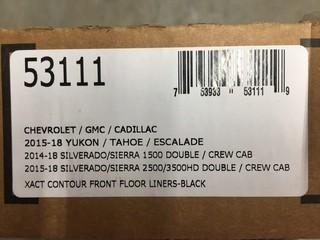 53111
7 53933 53111 9
CHEVROLET / GMC / CADILLAC
2015-18 YUKON / TAHOE / ESCALADE
2014-18 SILVERADO/SIERRA 1500 DOUBLE / CREW CAB
2015-18 SILVERADO/SIERRA 2500/3500HD DOUBLE / CREW CAB
XACT CONTOUR FRONT FLOOR LINERS-BLACK